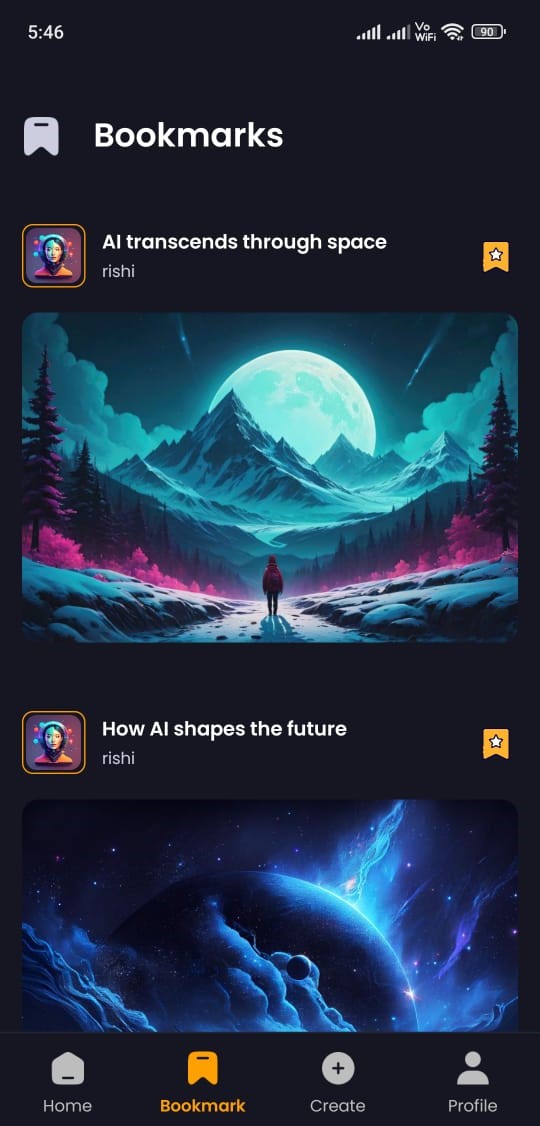 5:46
Vo
WiFi
90
Bookmarks
AI transcends through space
rishi
How AI shapes the future
rishi
Home
Bookmark
Create
Profile